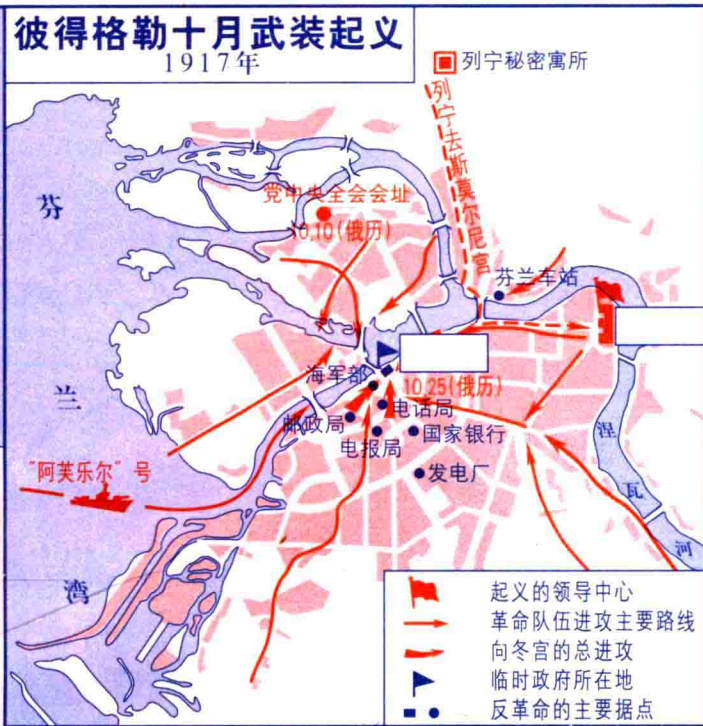 彼得格勒十月武装起义
1917年
列宁秘密寓所
列宁去斯莫尔尼宫
党中央全会会址
10.10(俄历)
芬兰车站
芬
兰
湾
海军部
10.25(俄历)
邮政局
电话局
电报局
国家银行
发电厂
"阿芙乐尔"号
涅
瓦
河
起义的领导中心
革命队伍进攻主要路线
向冬宫的总进攻
临时政府所在地
反革命的主要据点